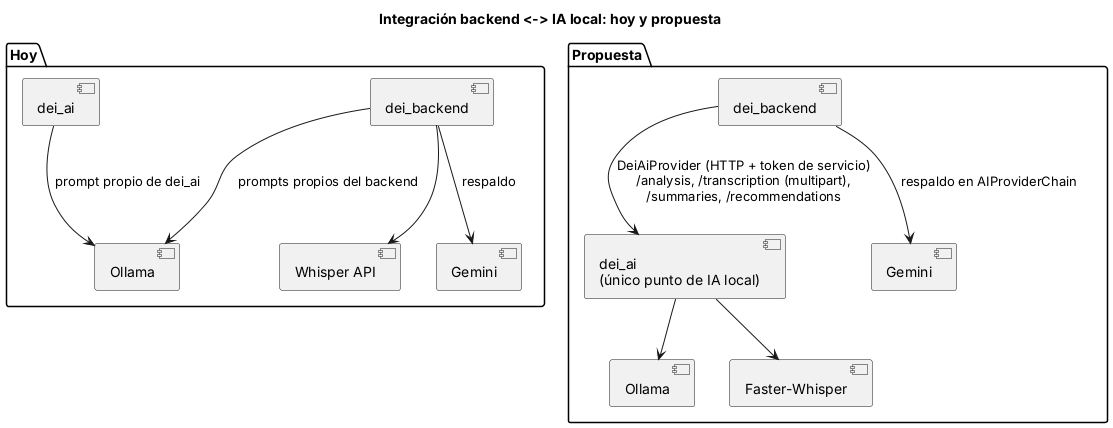 Integración backend <-> IA local: hoy y propuesta
Hoy
dei_ai
dei_backend
prompt propio de dei_ai
prompts propios del backend
respaldo
Ollama
Whisper API
Gemini
Propuesta
dei_backend
DeiAiProvider (HTTP + token de servicio)
/analysis, /transcription (multipart),
/summaries, /recommendations
respaldo en AIProviderChain
dei_ai
(único punto de IA local)
Gemini
Ollama
Faster-Whisper